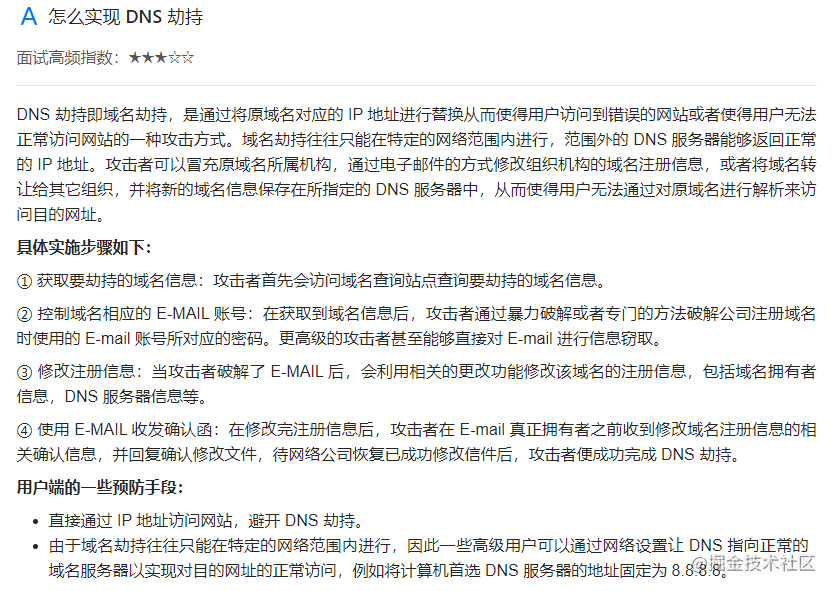 怎么实现 DNS 劫持
面试高频指数：★★★☆☆
DNS 劫持即域名劫持，是通过将原域名对应的 IP 地址进行替换从而使得用户访问到错误的网站或者使得用户无法
正常访问网站的一种攻击方式。域名劫持往往只能在特定的网络范围内进行，范围外的 DNS 服务器能够返回正常
的 IP 地址。攻击者可以冒充原域名所属机构，通过电子邮件的方式修改组织机构的域名注册信息，或者将域名转
让给其它组织，并将新的域名信息保存在所指定的 DNS 服务器中，从而使得用户无法通过对原域名进行解析来访
问目的网址。
具体实施步骤如下：
① 获取要劫持的域名信息：攻击者首先会访问域名查询站点查询要劫持的域名信息。
② 控制域名相应的 E-MAIL 账号：在获取到域名信息后，攻击者通过暴力破解或者专门的方法破解公司注册域名
时使用的 E-mail 账号所对应的密码。更高级的攻击者甚至能够直接对 E-mail 进行信息窃取。
③ 修改注册信息：当攻击者破解了 E-MAIL 后，会利用相关的更改功能修改该域名的注册信息，包括域名拥有者
信息，DNS 服务器信息等。
④ 使用 E-MAIL 收发确认函：在修改完注册信息后，攻击者在 E-mail 真正拥有者之前收到修改域名注册信息的相
关确认信息，并回复确认修改文件，待网络公司恢复已成功修改信件后，攻击者便成功完成 DNS 劫持。
用户端的一些预防手段：
• 直接通过 IP 地址访问网站，避开 DNS 劫持。
• 由于域名劫持往往只能在特定的网络范围内进行，因此一些高级用户可以通过网络设置让 DNS 指向正常的
域名服务器以实现对目的网址的正常访问，例如将计算机首选 DNS 服务器的地址固定为 8.8.8.8。
@掘金技术社区